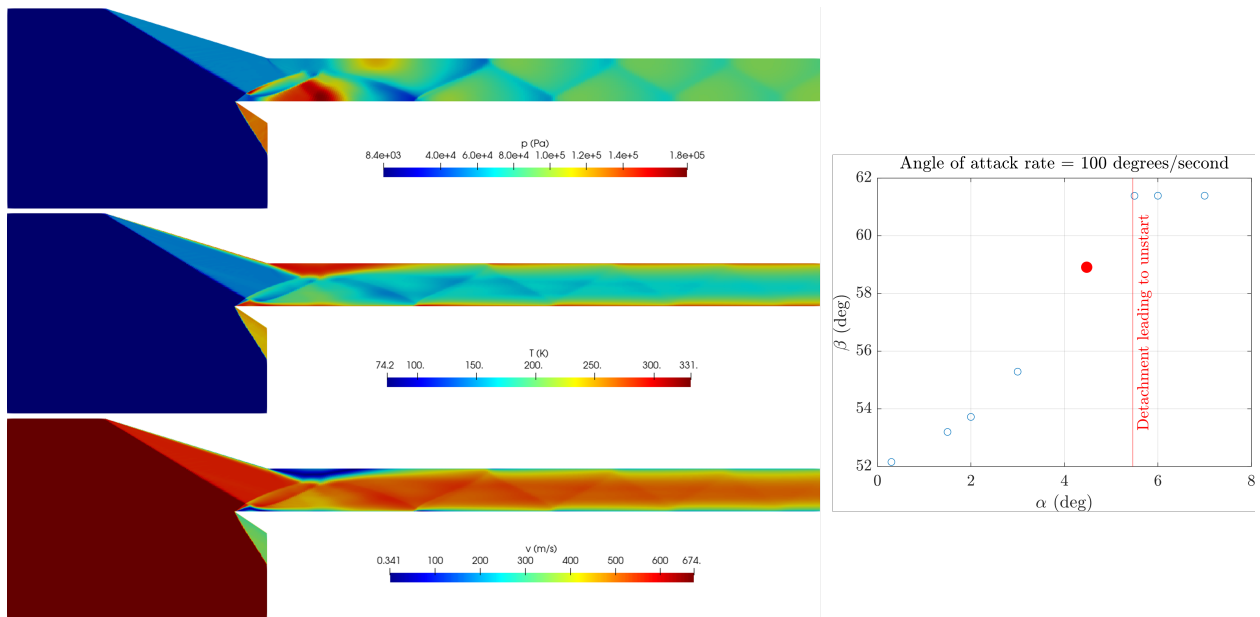 p (Pa)
8.4e+03 4.0e+4 6.0e+4 8.0e+4 1.0e+5 1.2e+5 1.4e+5 1.8e+05
T (K)
74.2 100. 150. 200. 250. 300. 331.
v (m/s)
0.341 100 200 300 400 500 600 674.
Angle of attack rate = 100 degrees/second
62
60
58
56
54
52
β (deg)
Detachment leading to unstart
0 2 4 6 8
α (deg)